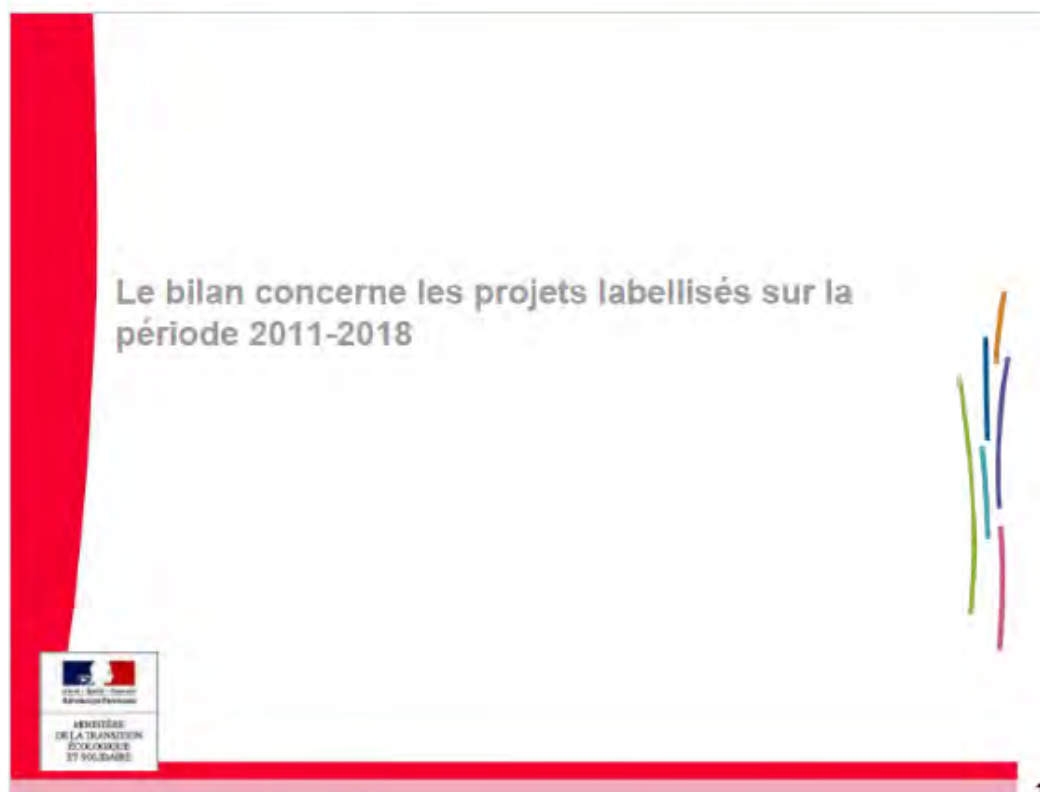 Le bilan concerne les projets labellisés sur la
période 2011-2018
MINISTÈRE
DE LA TRANSITION
ÉCOLOGIQUE
ET SOLIDAIRE